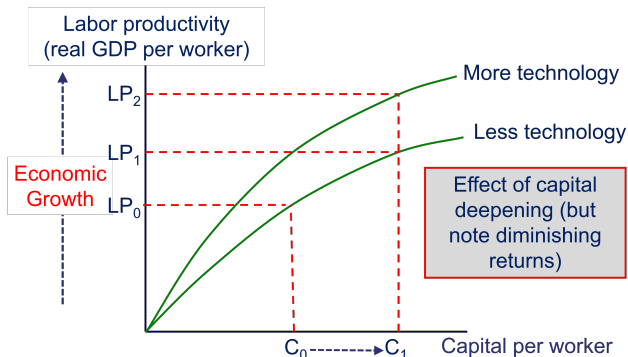 Labor productivity
(real GDP per worker)
More technology
LP2
Less technology
LP1
Economic
Growth
LP0
Effect of capital
deepening (but
note diminishing
returns)
C0
C1
Capital per worker